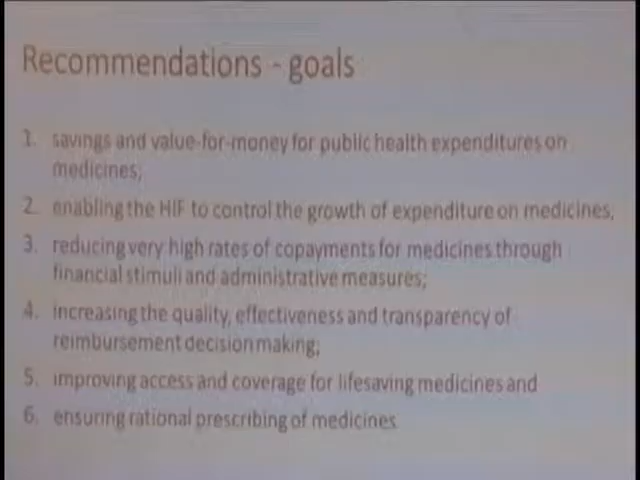 Recommendations - goals
1. savings and value-for-money for public health expenditures on
medicines;
2. enabling the HIF to control the growth of expenditure on medicines,
3. reducing very high rates of copayments for medicines through
financial stimuli and administrative measures;
4. increasing the quality, effectiveness and transparency of
reimbursement decision making;
5. improving access and coverage for lifesaving medicines and
6. ensuring rational prescribing of medicines